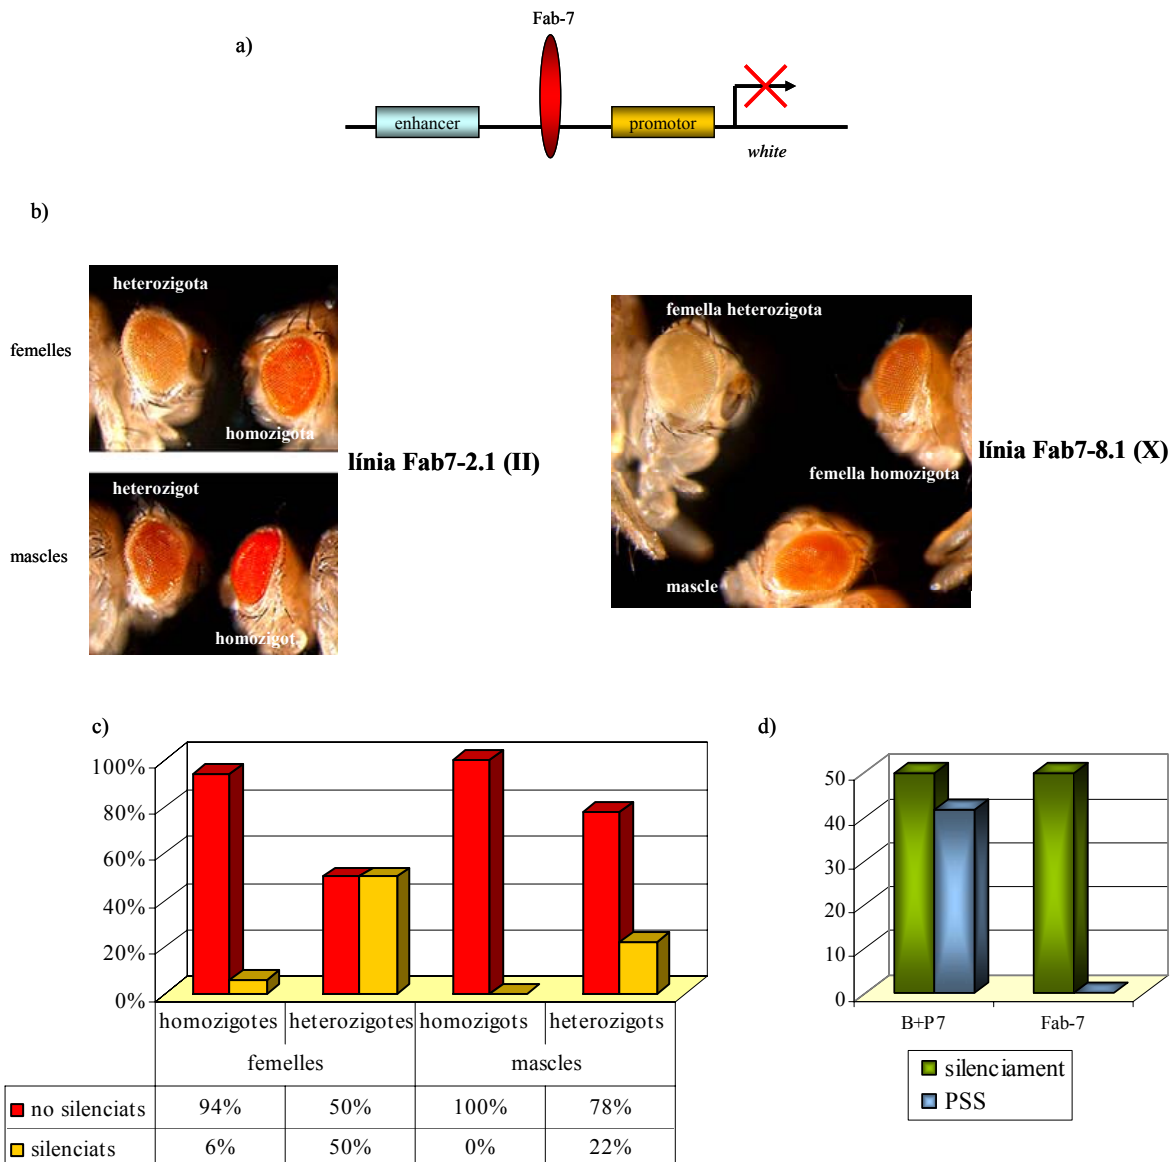 a)
Fab-7
enhancer
promotor
white
b)
femelles
heterozigota
homozigota
mascles
heterozigot
homozigot
línia Fab7-2.1 (II)
femella heterozigota
femella homozigota
mascle
línia Fab7-8.1 (X)
c)
100%
80%
60%
40%
20%
0%
homozigotes heterozigotes homozigots heterozigots
femelles mascles
no silenciats 94% 50% 100% 78%
silenciats 6% 50% 0% 22%
d)
50
40
30
20
10
0
B+P7 Fab-7
silenciament
PSS